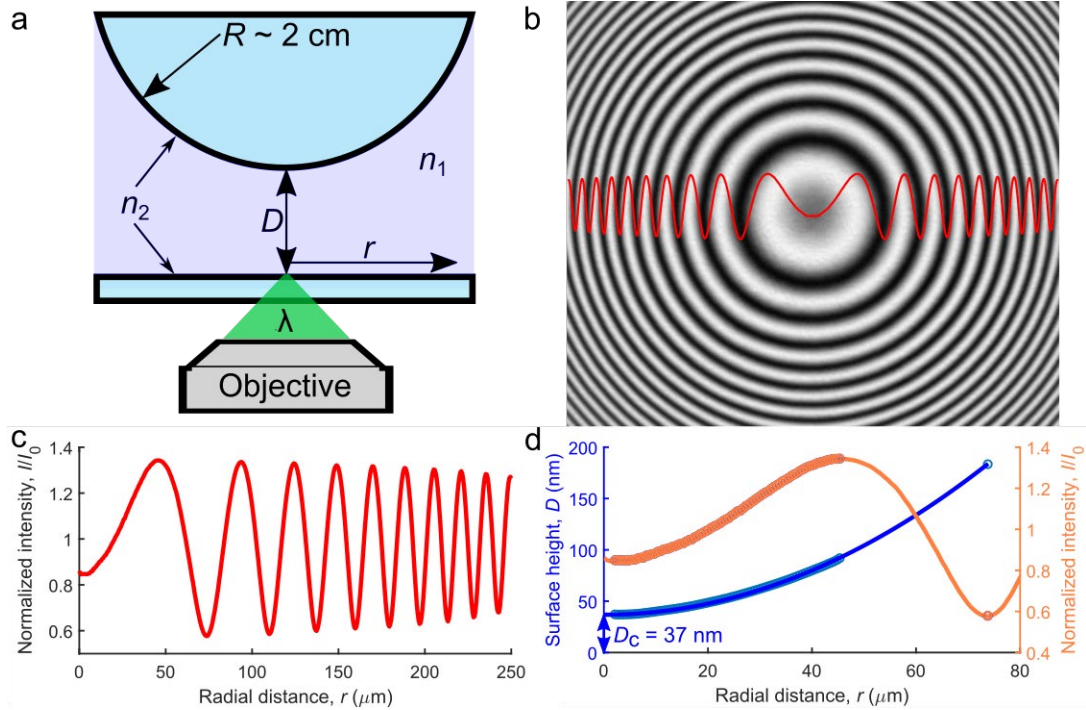 a
R ~ 2 cm
n1
n2
D
r
λ
Objective
b
c
Normalized intensity, I/I0
1.4
1.2
1
0.8
0.6
0
50
100
150
200
250
Radial distance, r (μm)
d
Surface height, D (nm)
200
150
100
50
0
DC = 37 nm
1.4
1.2
1
0.8
0.6
0.4
Normalized intensity, I/I0
0
20
40
60
80
Radial distance, r (μm)